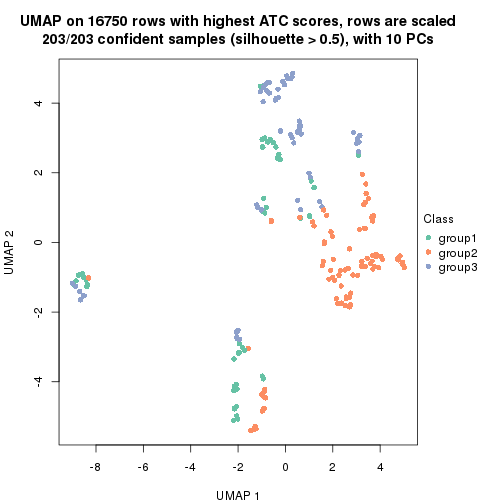 UMAP on 16750 rows with highest ATC scores, rows are scaled
203/203 confident samples (silhouette > 0.5), with 10 PCs
4
2
0
-2
-4
UMAP 2
-8
-6
-4
-2
0
2
4
UMAP 1
Class
group1
group2
group3